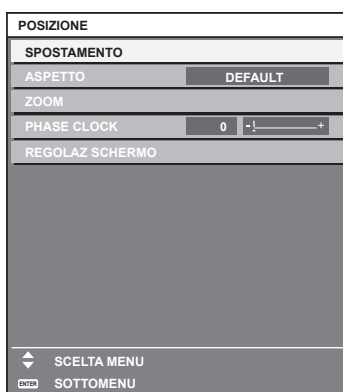 POSIZIONE
SPOSTAMENTO
ASPETTO DEFAULT
ZOOM
PHASE CLOCK 0 - +
REGOLAZ SCHERMO
SCELTA MENU
ENTER SOTTOMENU